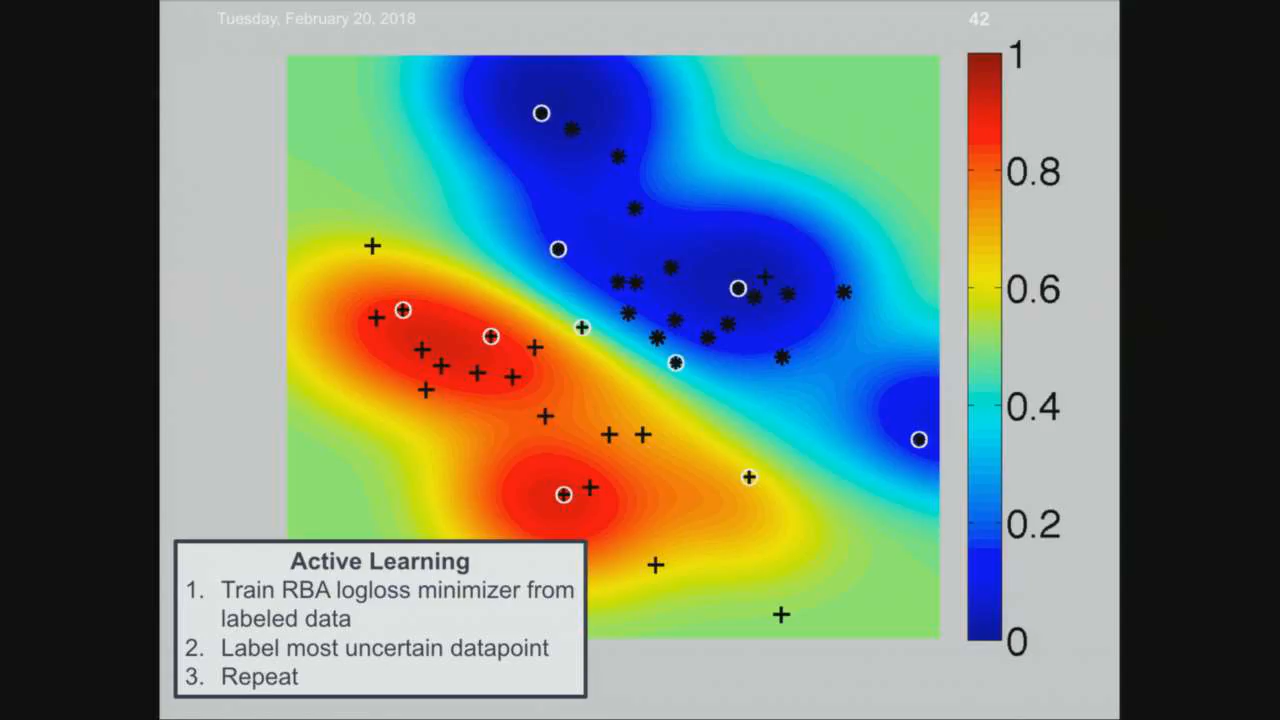 Tuesday, February 20, 2018
42
1
0.8
0.6
0.4
0.2
0
Active Learning
1. Train RBA logloss minimizer from
labeled data
2. Label most uncertain datapoint
3. Repeat